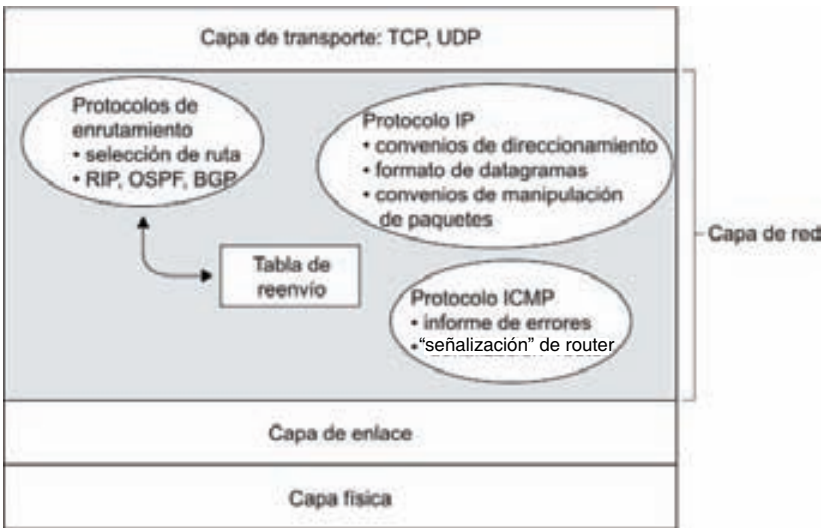 Capa de transporte: TCP, UDP
Protocolos de
enrutamiento
• selección de ruta
• RIP, OSPF, BGP
Protocolo IP
• convenios de direccionamiento
• formato de datagramas
• convenios de manipulación
de paquetes
Capa de red
Tabla de
reenvío
Protocolo ICMP
• informe de errores
• “señalización” de router
Capa de enlace
Capa física